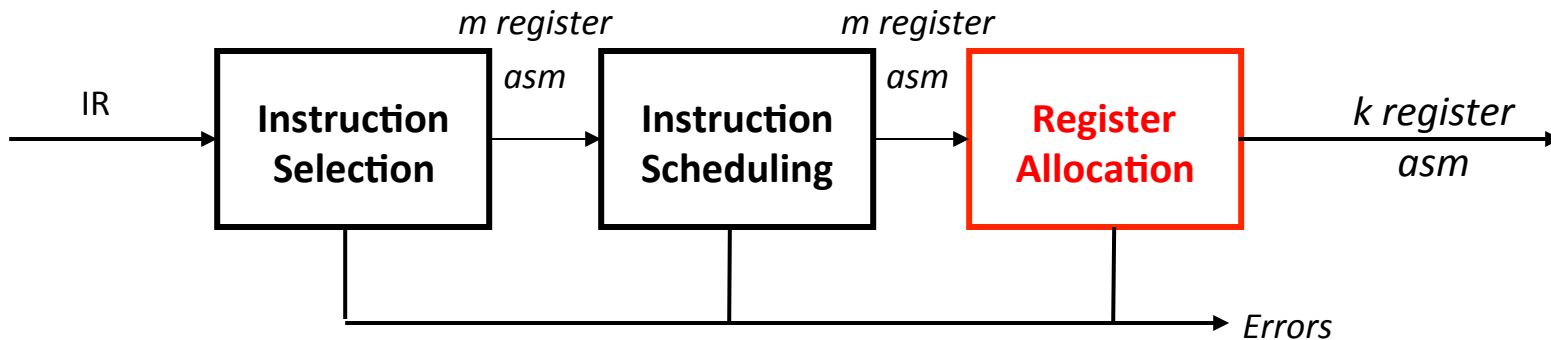 IR
Instruction
Selection
m register
asm
Instruction
Scheduling
m register
asm
Register
Allocation
k register
asm
Errors